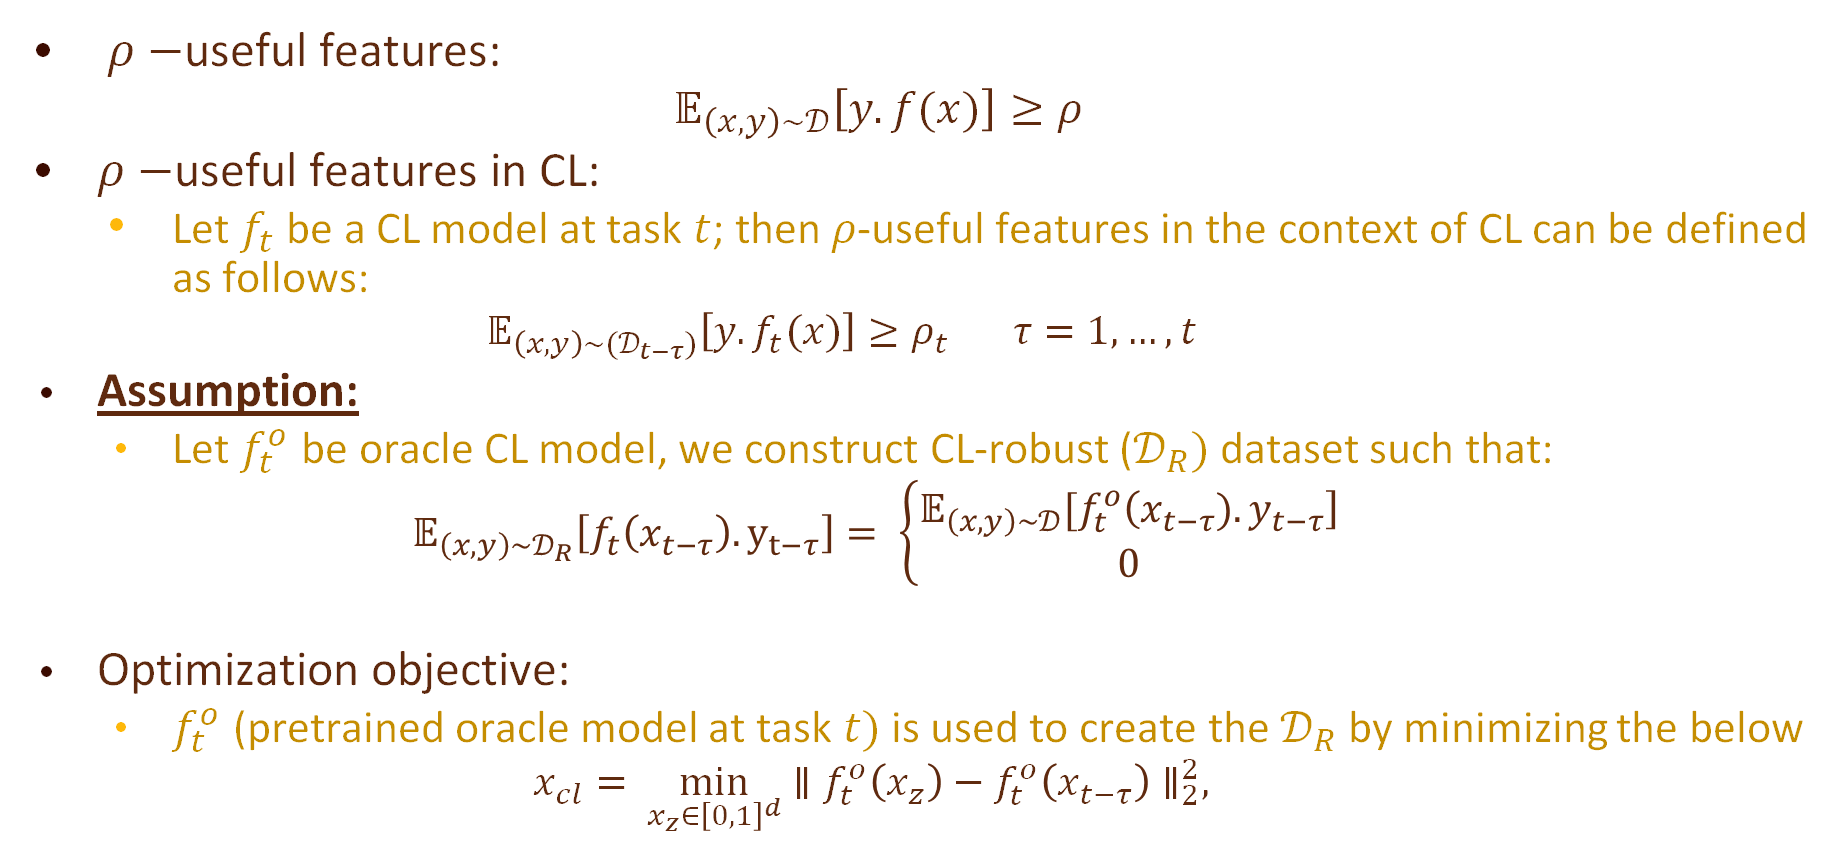 • ρ −useful features:
𝔼_{(x,y)~𝒟}[y. f(x)] ≥ ρ
• ρ −useful features in CL:
• Let f_t be a CL model at task t; then ρ-useful features in the context of CL can be defined
as follows:
𝔼_{(x,y)~(𝒟_{t−τ})}[y. f_t(x)] ≥ ρ_t τ = 1, … , t
• Assumption:
• Let f_t^o be oracle CL model, we construct CL-robust (𝒟_R) dataset such that:
𝔼_{(x,y)~𝒟_R}[f_t(x_{t−τ}). y_{t−τ}] = { 𝔼_{(x,y)~𝒟}[f_t^o(x_{t−τ}). y_{t−τ}]
0
• Optimization objective:
• f_t^o (pretrained oracle model at task t) is used to create the 𝒟_R by minimizing the below
x_{cl} = min_{x_z∈[0,1]^d} ‖ f_t^o(x_z) − f_t^o(x_{t−τ}) ‖_2^2,